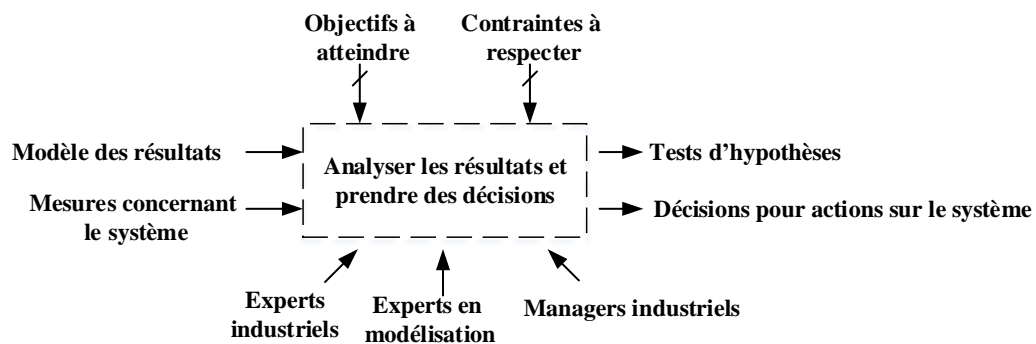 Objectifs à
atteindre
Contraintes à
respecter
Modèle des résultats
Mesures concernant
le système
Analyser les résultats et
prendre des décisions
Tests d’hypothèses
Décisions pour actions sur le système
Experts
industriels
Experts en
modélisation
Managers industriels